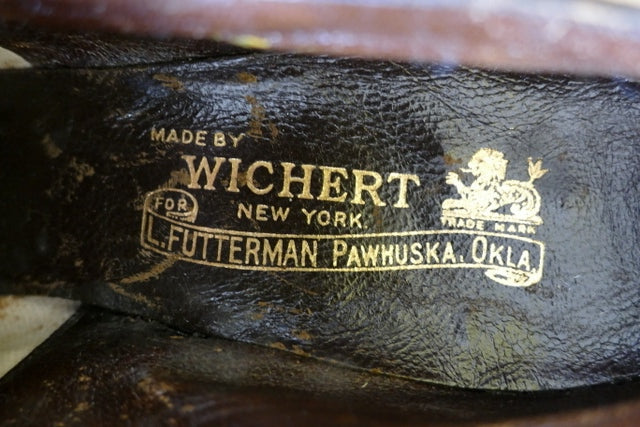 MADE BY
WICHERT
NEW YORK.
TRADE MARK
FOR
L. FUTTERMAN PAWHUSKA, OKLA.